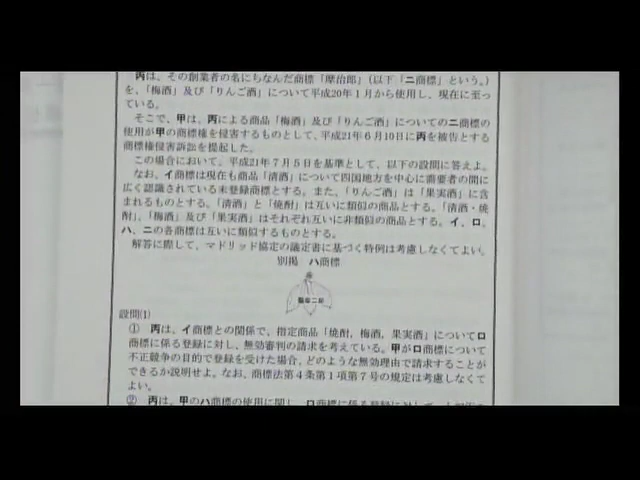 丙は、その創業者の名にちなんだ商標「摩治郎」（以下「ニ商標」という。）
を、「梅酒」及び「りんご酒」について平成20年１月から使用し、現在に至っ
ている。
そこで、甲は、丙による商品「梅酒」及び「りんご酒」についてのニ商標の
使用が甲の商標権を侵害するものとして、平成21年６月10日に丙を被告とする
商標権侵害訴訟を提起した。
この場合において、平成21年７月５日を基準として、以下の設問に答えよ。
なお、イ商標は現在も商品「清酒」について四国地方を中心に需要者の間に
広く認識されている未登録商標とする。また、「りんご酒」は「果実酒」に含
まれるものとする。「清酒」と「焼酎」は互いに類似の商品とする。「清酒・焼
酎」、「梅酒」及び「果実酒」はそれぞれ互いに非類似の商品とする。イ、ロ、
ハ、ニの各商標は互いに類似するものとする。
解答に際して、マドリッド協定の議定書に基づく特例は考慮しなくてよい。
別掲　ハ商標
設問(1)
①　丙は、イ商標との関係で、指定商品「焼酎，梅酒，果実酒」についてロ
商標に係る登録に対し、無効審判の請求を考えている。甲がロ商標について
不正競争の目的で登録を受けた場合、どのような無効理由で請求することが
できるか説明せよ。なお、商標法第４条第１項第７号の規定は考慮しなくて
よい。
②　丙は、甲のハ商標の使用に関し、ロ商標に係る登録に対して